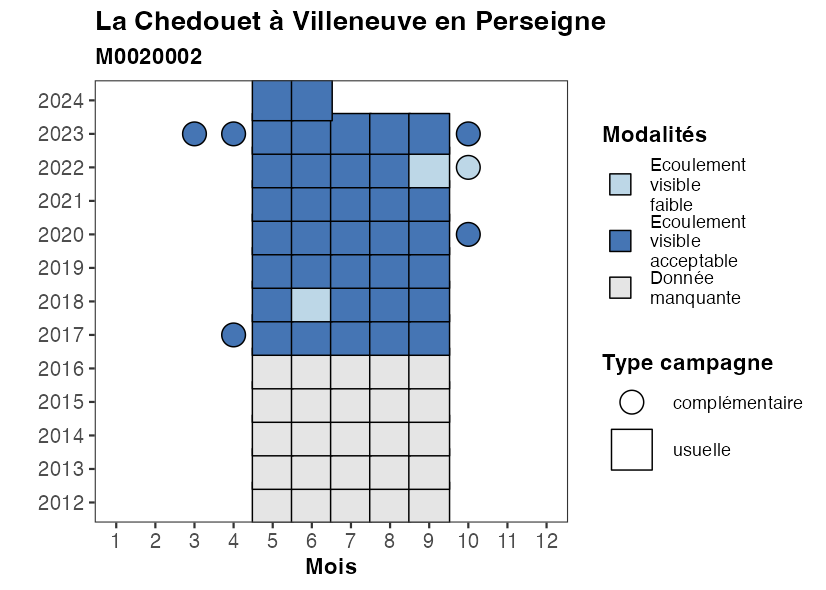 La Chedouet à Villeneuve en Perseigne
M0020002
2024
2023
2022
2021
2020
2019
2018
2017
2016
2015
2014
2013
2012
1 2 3 4 5 6 7 8 9 10 11 12
Mois
Modalités
Ecoulement
visible
faible
Ecoulement
visible
acceptable
Donnée
manquante
Type campagne
complémentaire
usuelle